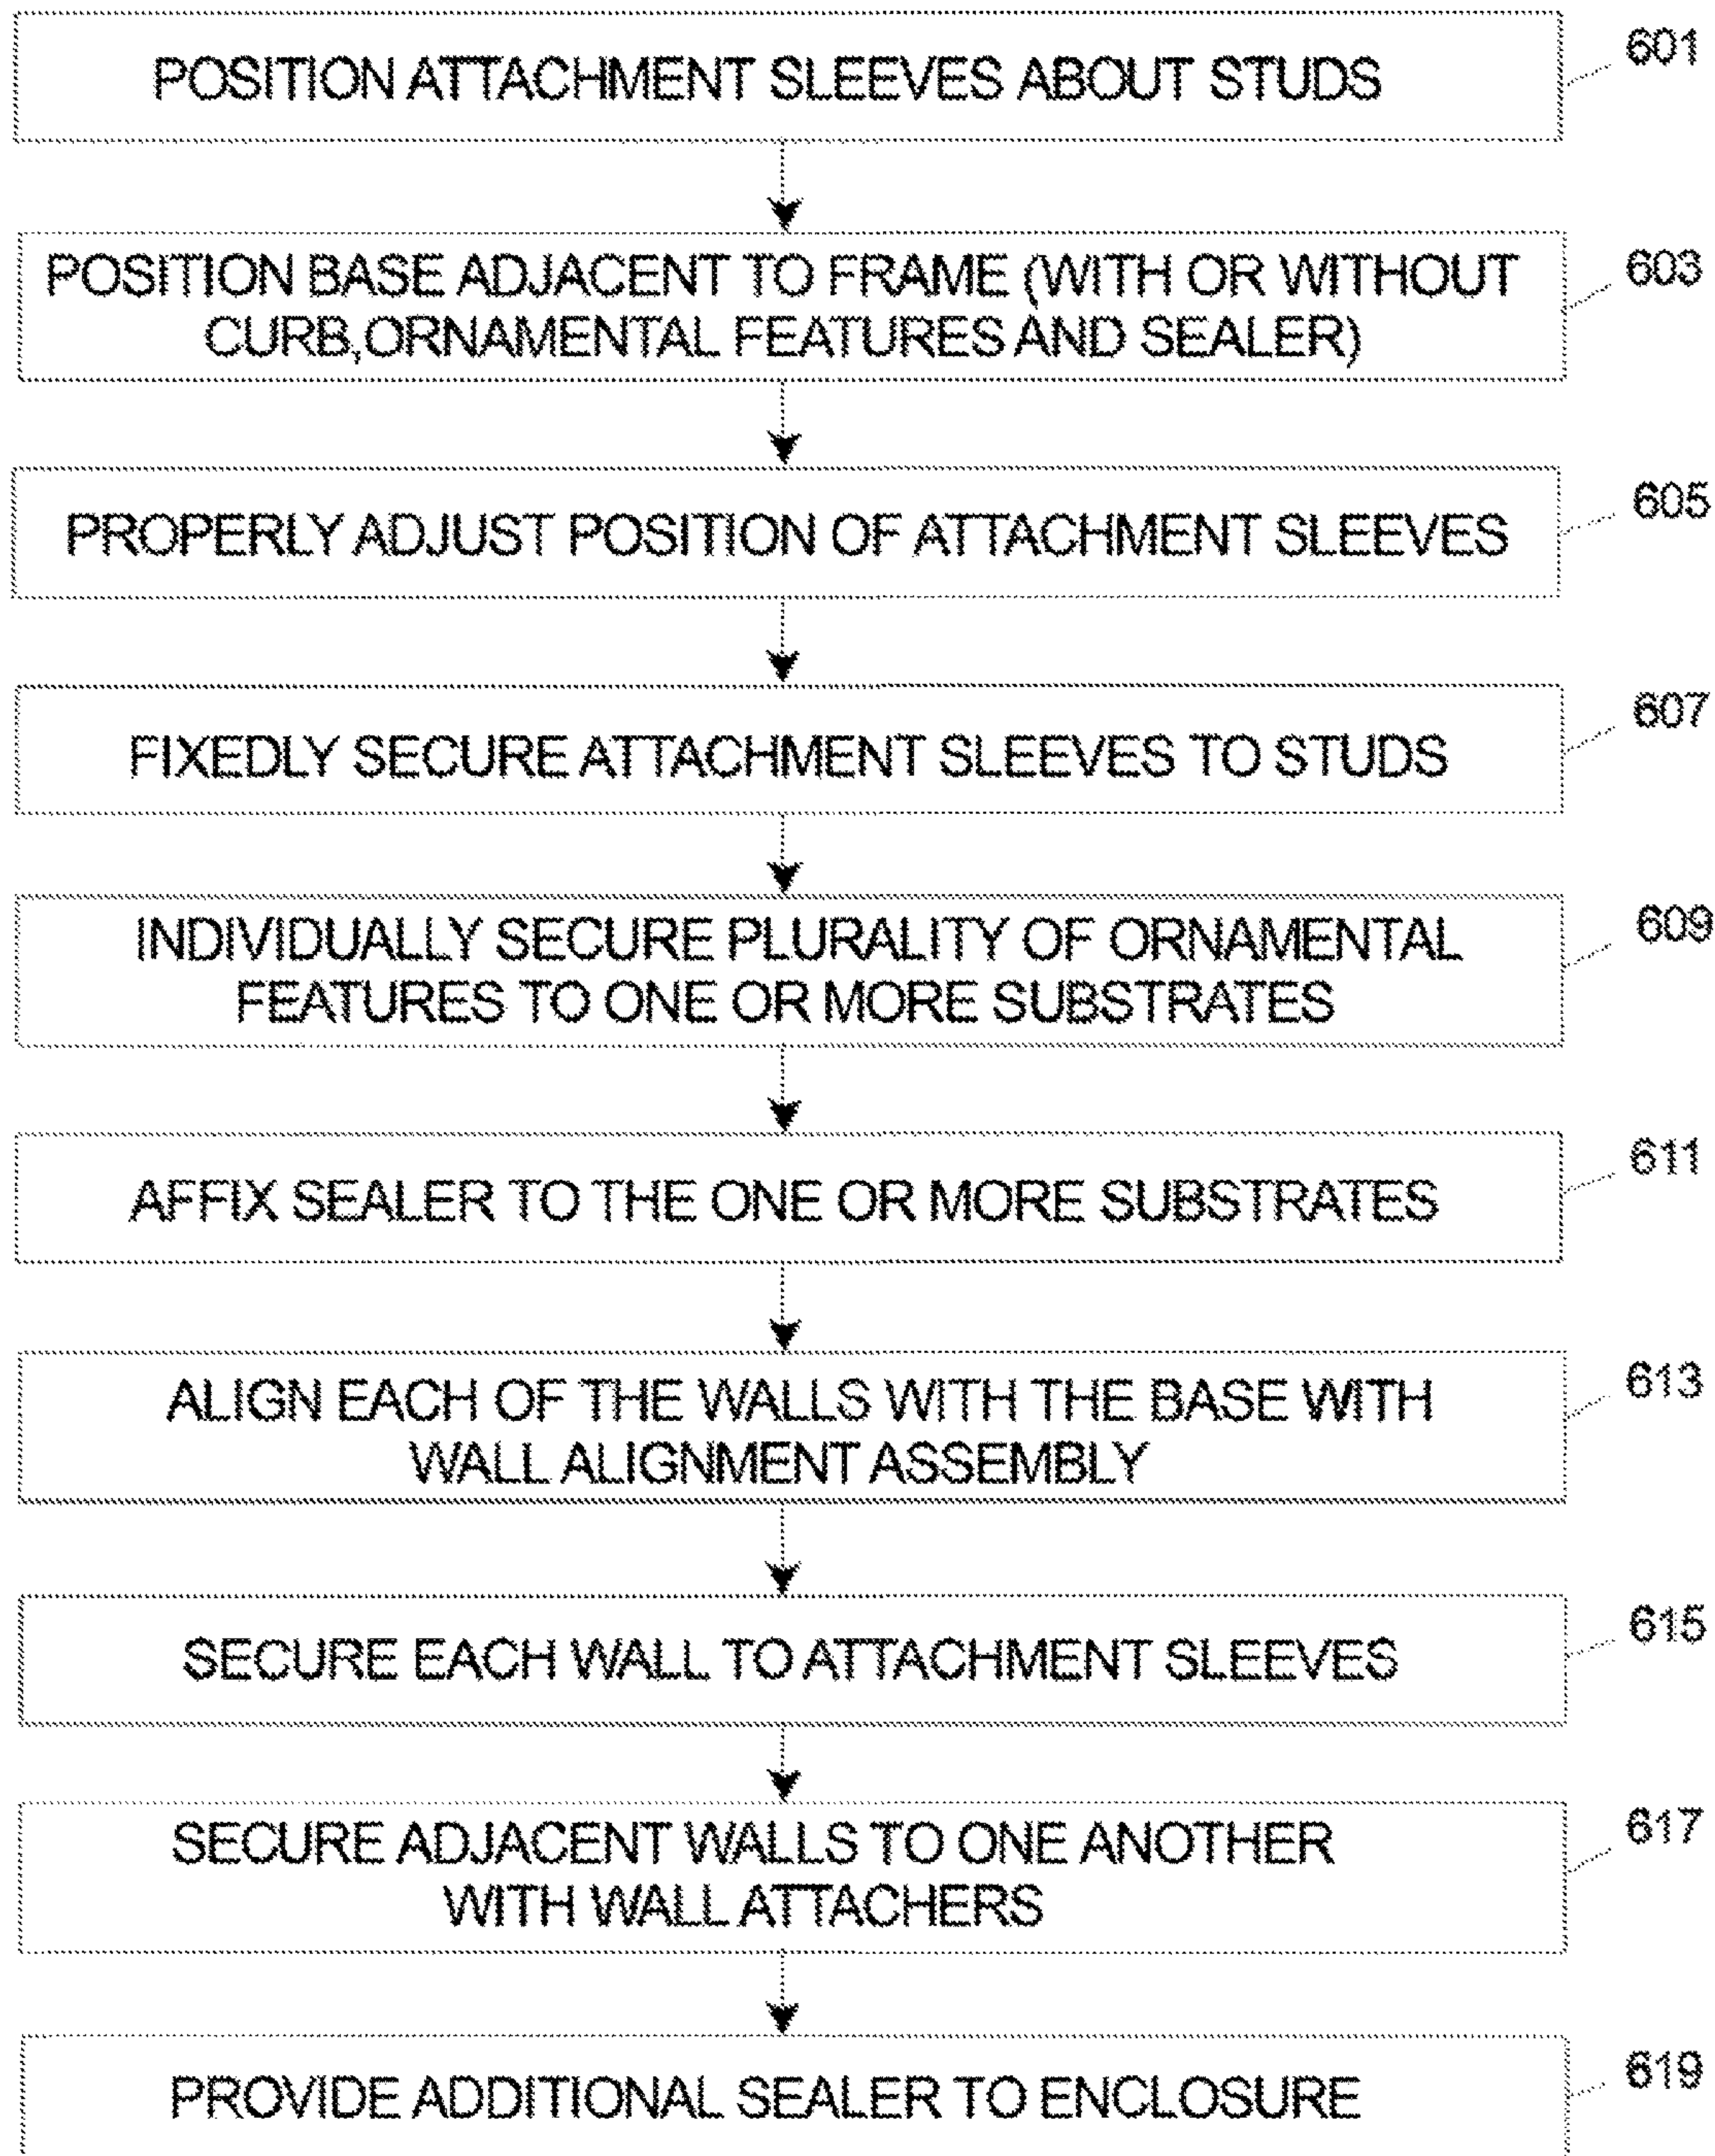 POSITION ATTACHMENT SLEEVES ABOUT STUDS
601
POSITION BASE ADJACENT TO FRAME (WITH OR WITHOUT
CURB,ORNAMENTAL FEATURES AND SEALER)
603
PROPERLY ADJUST POSITION OF ATTACHMENT SLEEVES
605
FIXEDLY SECURE ATTACHMENT SLEEVES TO STUDS
607
INDIVIDUALLY SECURE PLURALITY OF ORNAMENTAL
FEATURES TO ONE OR MORE SUBSTRATES
609
AFFIX SEALER TO THE ONE OR MORE SUBSTRATES
611
ALIGN EACH OF THE WALLS WITH THE BASE WITH
WALL ALIGNMENT ASSEMBLY
613
SECURE EACH WALL TO ATTACHMENT SLEEVES
615
SECURE ADJACENT WALLS TO ONE ANOTHER
WITH WALL ATTACHERS
617
PROVIDE ADDITIONAL SEALER TO ENCLOSURE
619